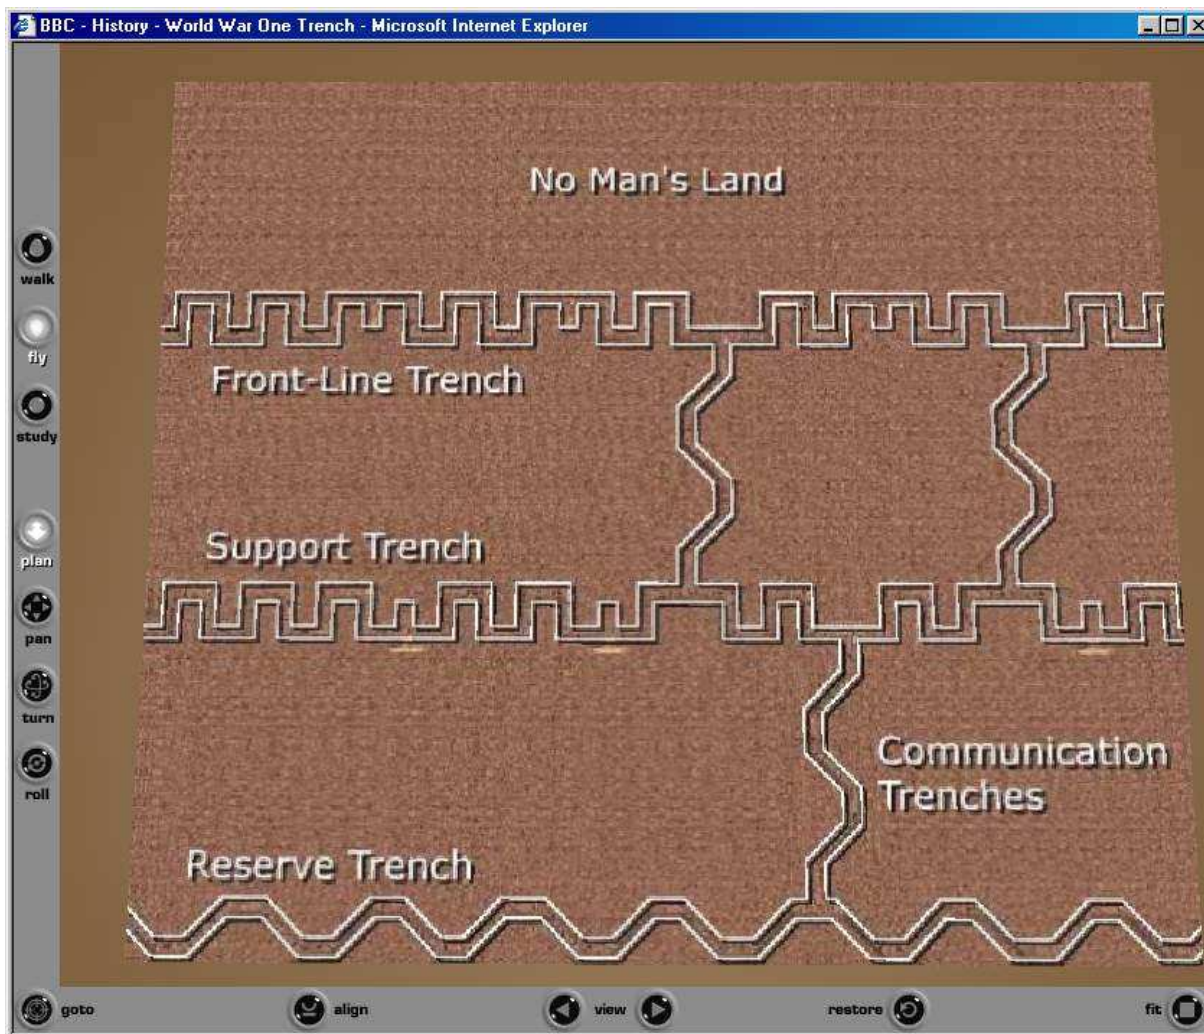 BBC - History - World War One Trench - Microsoft Internet Explorer
No Man's Land
walk
fly
Front-Line Trench
study
Support Trench
plan
pan
turn
Communication
Trenches
roll
Reserve Trench
goto
align
view
restore
fit